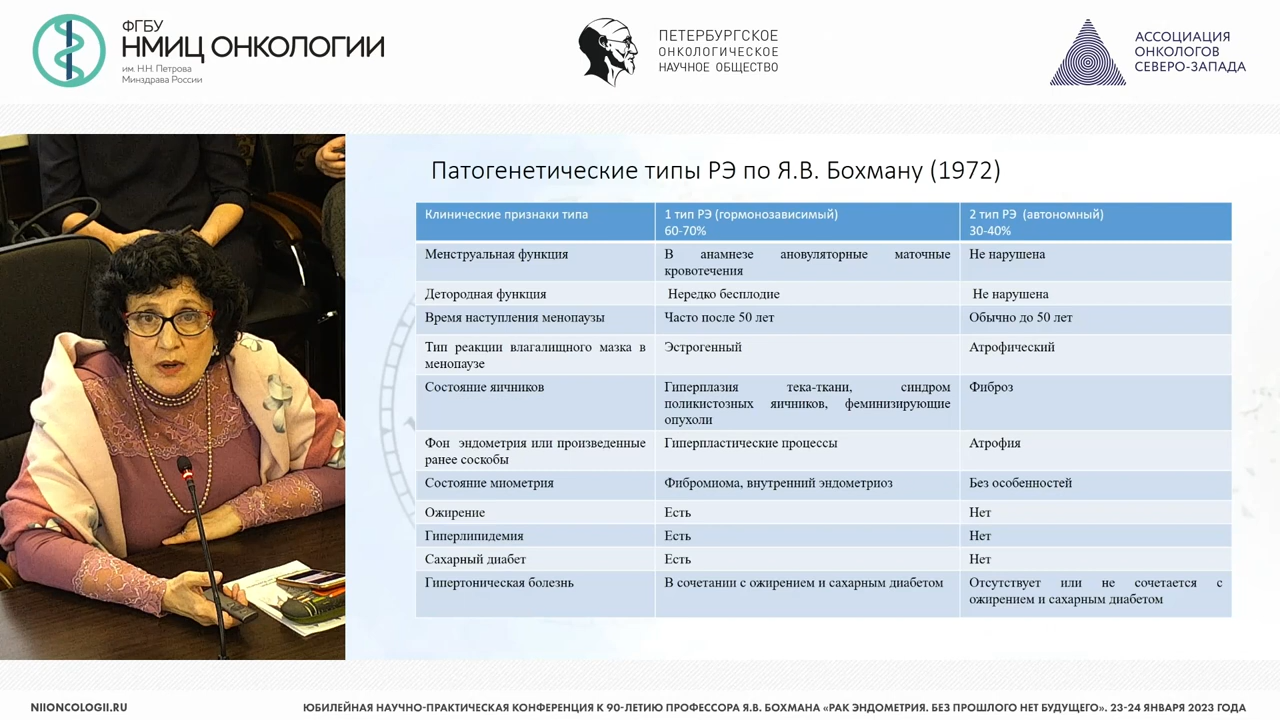 ФГБУ
НМИЦ ОНКОЛОГИИ
им. Н.Н. Петрова
Минздрава России
ПЕТЕРБУРГСКОЕ
ОНКОЛОГИЧЕСКОЕ
НАУЧНОЕ ОБЩЕСТВО
АССОЦИАЦИЯ
ОНКОЛОГОВ
СЕВЕРО-ЗАПАДА
Патогенетические типы РЭ по Я.В. Бохману (1972)
Клинические признаки типа
1 тип РЭ (гормонозависимый)
60-70%
2 тип РЭ (автономный)
30-40%
Менструальная функция
В анамнезе ановуляторные маточные
кровотечения
Не нарушена
Детородная функция
Нередко бесплодие
Не нарушена
Время наступления менопаузы
Часто после 50 лет
Обычно до 50 лет
Тип реакции влагалищного мазка в
менопаузе
Эстрогенный
Атрофический
Состояние яичников
Гиперплазия тека-ткани, синдром
поликистозных яичников, феминизирующие
опухоли
Фиброз
Фон эндометрия или произведенные
ранее соскобы
Гиперпластические процессы
Атрофия
Состояние миометрия
Фибромиома, внутренний эндометриоз
Без особенностей
Ожирение
Есть
Нет
Гиперлипидемия
Есть
Нет
Сахарный диабет
Есть
Нет
Гипертоническая болезнь
В сочетании с ожирением и сахарным диабетом
Отсутствует или не сочетается с
ожирением и сахарным диабетом
NIIONCOLOGII.RU
ЮБИЛЕЙНАЯ НАУЧНО-ПРАКТИЧЕСКАЯ КОНФЕРЕНЦИЯ К 90-ЛЕТИЮ ПРОФЕССОРА Я.В. БОХМАНА «РАК ЭНДОМЕТРИЯ. БЕЗ ПРОШЛОГО НЕТ БУДУЩЕГО». 23-24 ЯНВАРЯ 2023 ГОДА